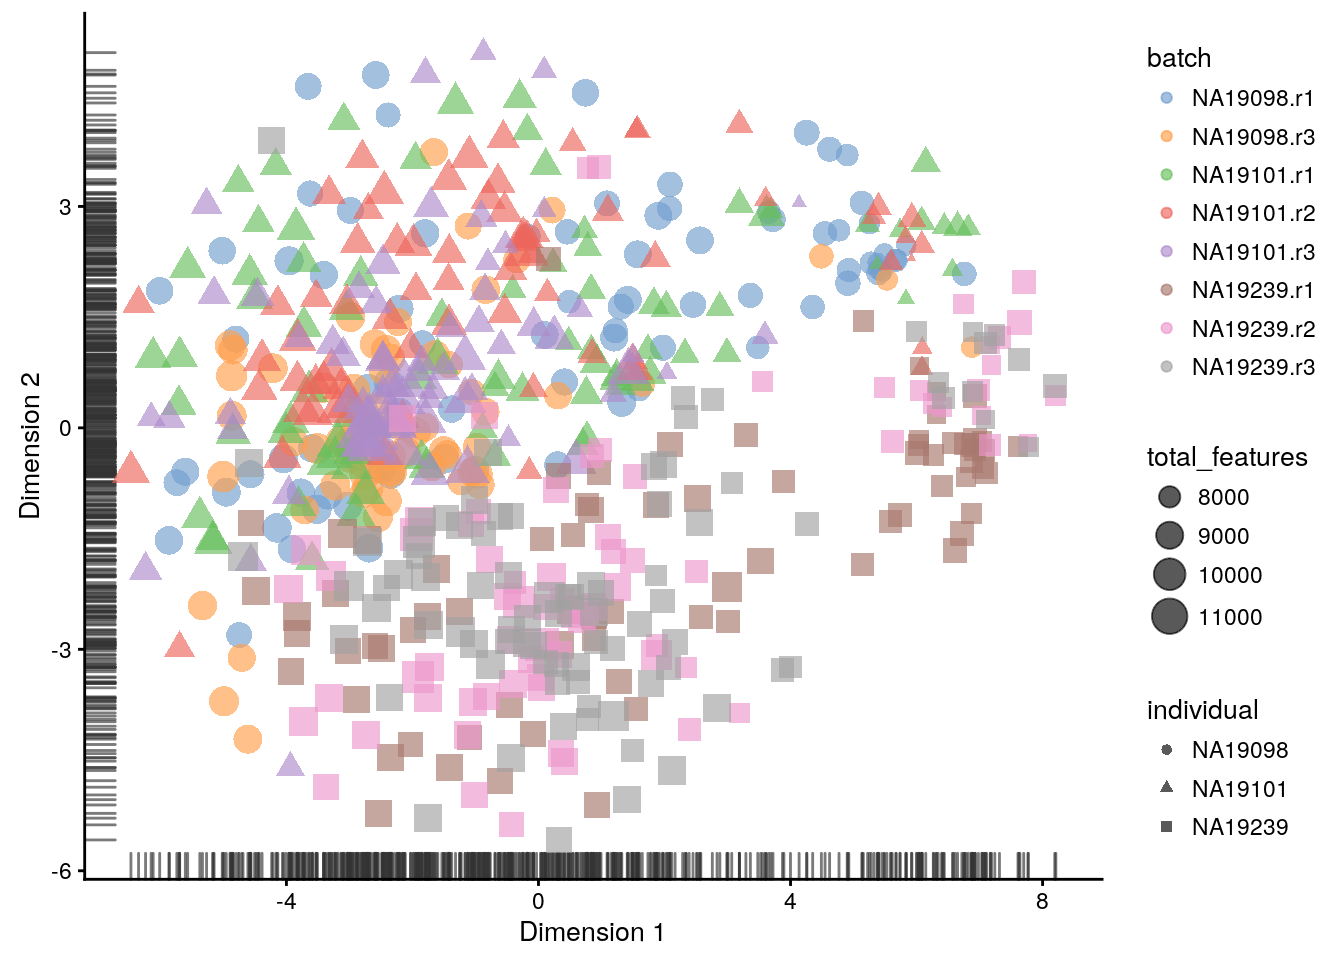 batch
NA19098.r1
NA19098.r3
NA19101.r1
NA19101.r2
NA19101.r3
NA19239.r1
NA19239.r2
NA19239.r3
total_features
8000
9000
10000
11000
individual
NA19098
NA19101
NA19239
Dimension 2
3
0
-3
-6
-4
0
4
8
Dimension 1